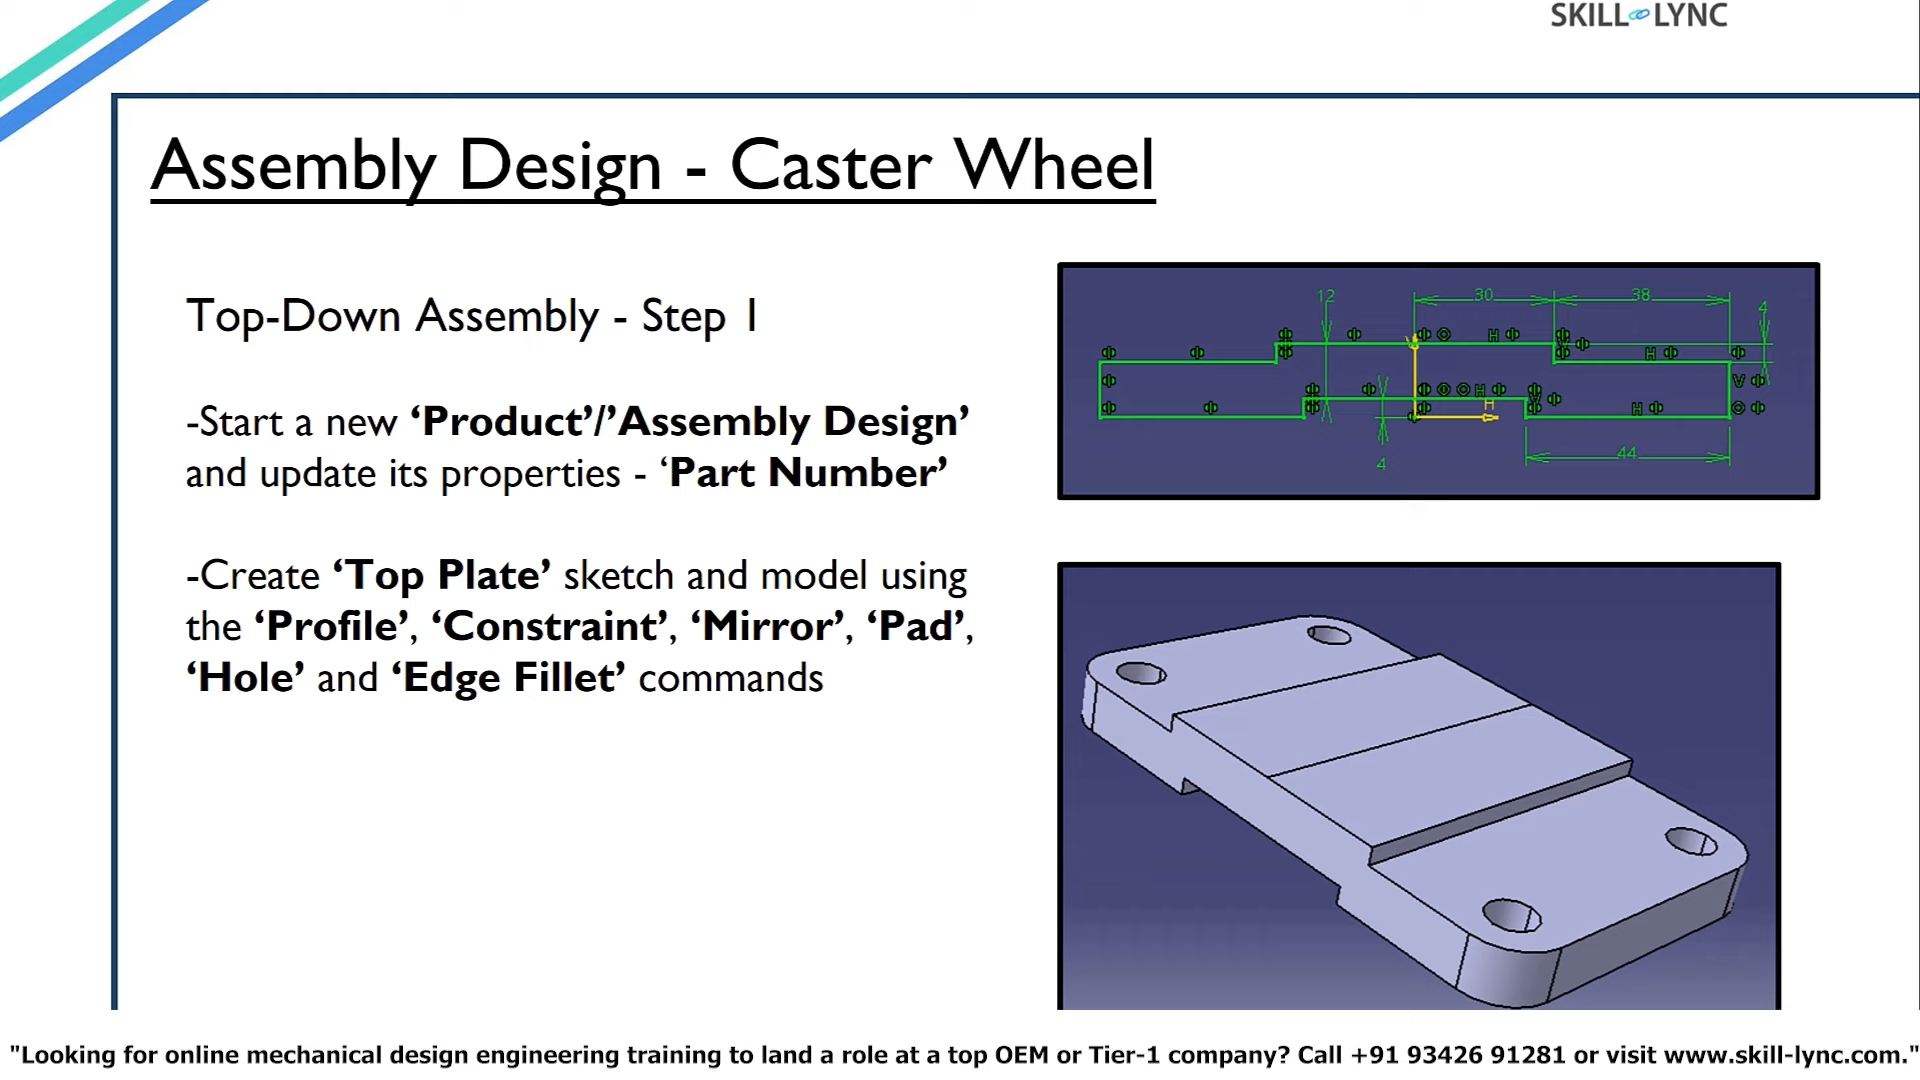 SKILL LYNC
Assembly Design - Caster Wheel
Top-Down Assembly - Step 1
-Start a new ‘Product’/’Assembly Design’
and update its properties - ‘Part Number’
-Create ‘Top Plate’ sketch and model using
the ‘Profile’, ‘Constraint’, ‘Mirror’, ‘Pad’,
‘Hole’ and ‘Edge Fillet’ commands
12
30
38
4
H
H
V
H
H
H
44
4
"Looking for online mechanical design engineering training to land a role at a top OEM or Tier-1 company? Call +91 93426 91281 or visit www.skill-lync.com."